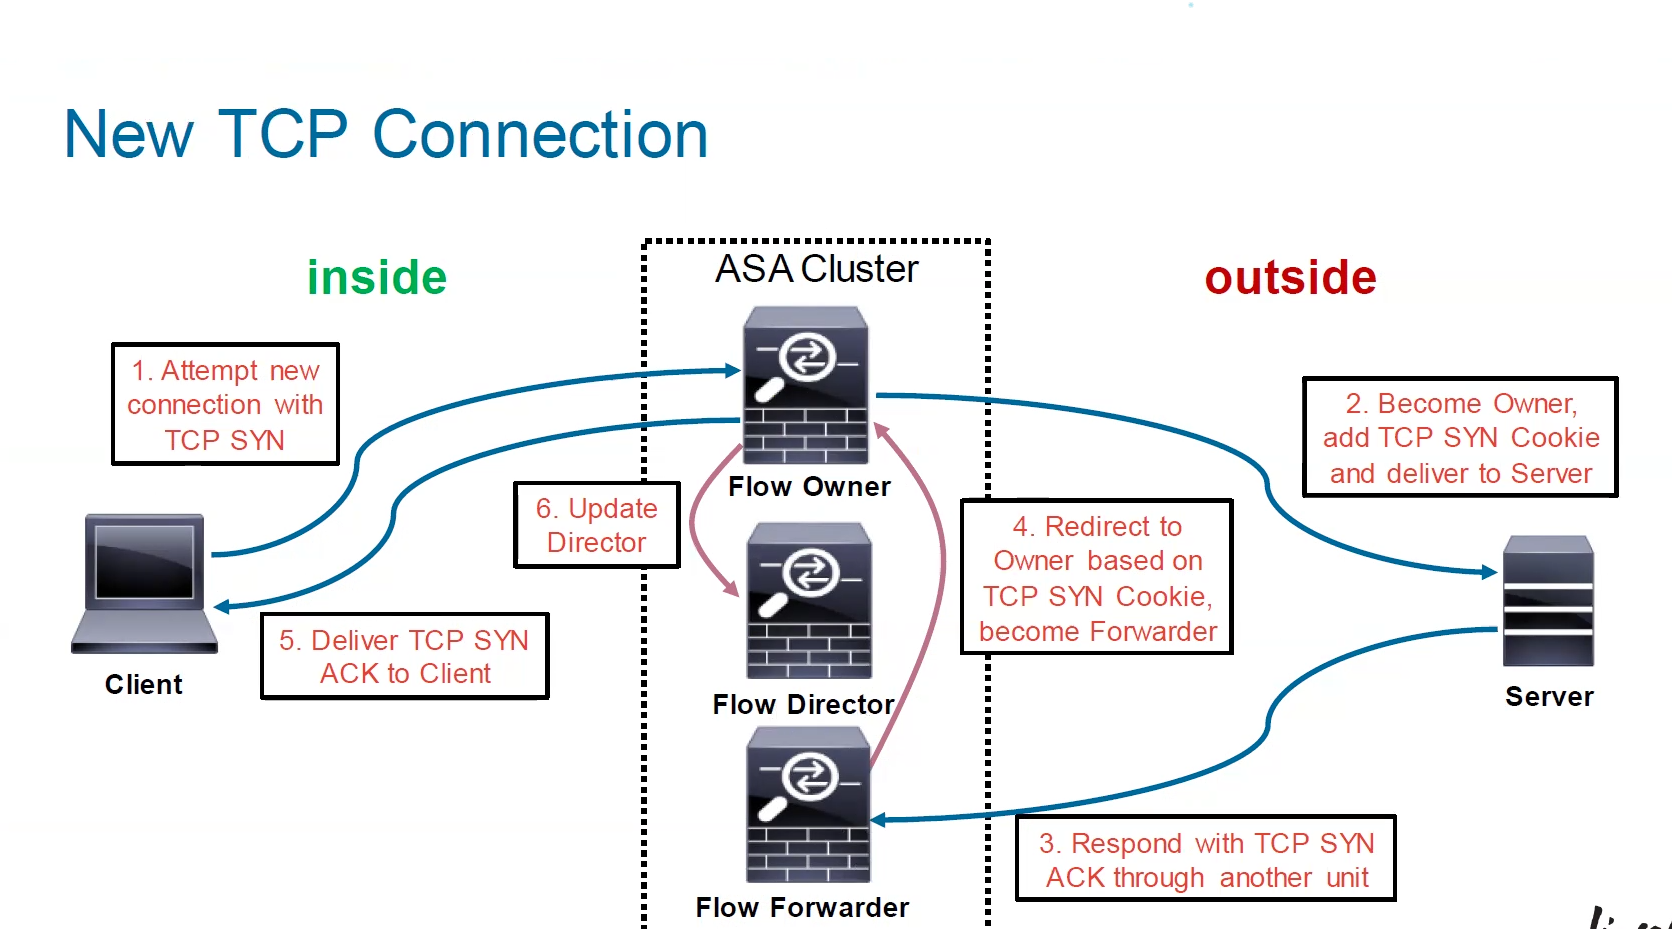 New TCP Connection
inside
ASA Cluster
outside
1. Attempt new
connection with
TCP SYN
2. Become Owner,
add TCP SYN Cookie
and deliver to Server
Flow Owner
6. Update
Director
4. Redirect to
Owner based on
TCP SYN Cookie,
become Forwarder
5. Deliver TCP SYN
ACK to Client
Client
Flow Director
Server
3. Respond with TCP SYN
ACK through another unit
Flow Forwarder